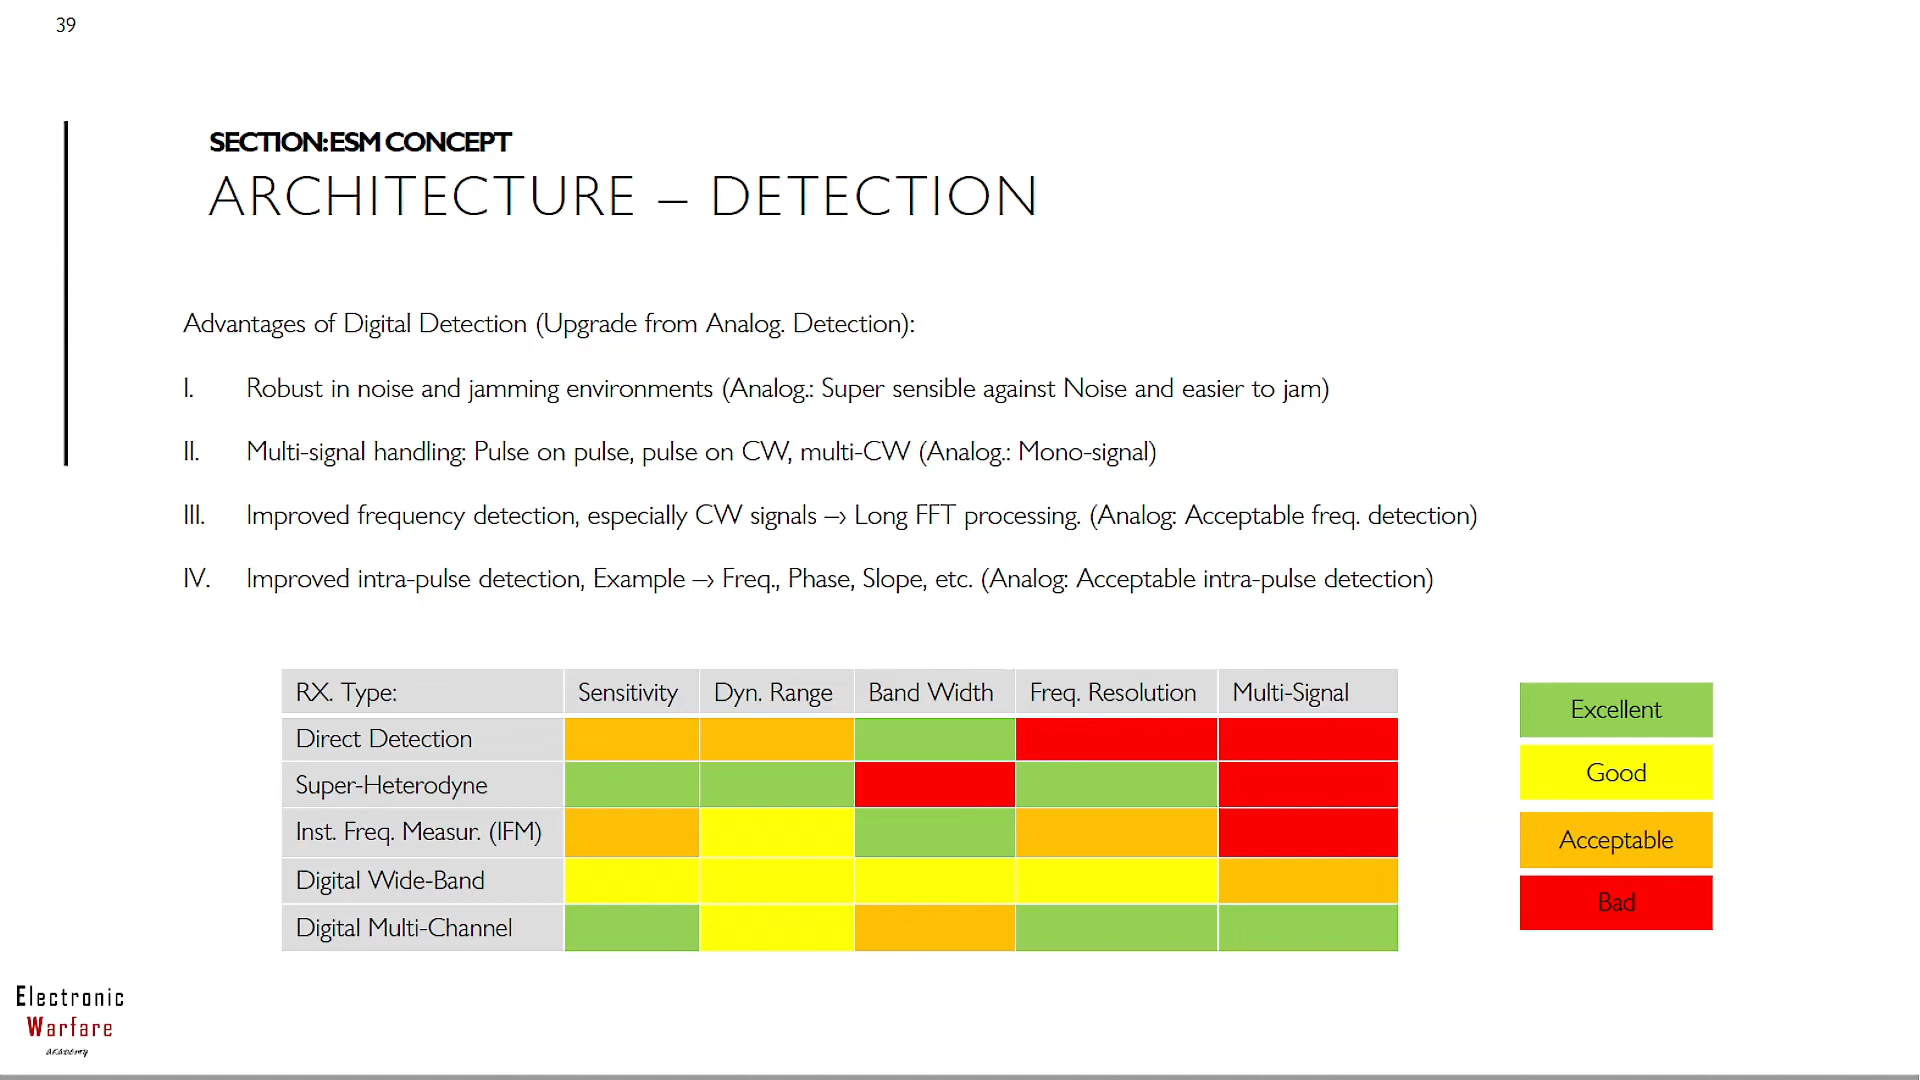 39
SECTION: ESM CONCEPT
ARCHITECTURE – DETECTION
Advantages of Digital Detection (Upgrade from Analog. Detection):
I. Robust in noise and jamming environments (Analog.: Super sensible against Noise and easier to jam)
II. Multi-signal handling: Pulse on pulse, pulse on CW, multi-CW (Analog.: Mono-signal)
III. Improved frequency detection, especially CW signals –> Long FFT processing. (Analog: Acceptable freq. detection)
IV. Improved intra-pulse detection, Example –> Freq., Phase, Slope, etc. (Analog: Acceptable intra-pulse detection)
RX. Type: Sensitivity Dyn. Range Band Width Freq. Resolution Multi-Signal
Direct Detection
Super-Heterodyne
Inst. Freq. Measur. (IFM)
Digital Wide-Band
Digital Multi-Channel
Excellent
Good
Acceptable
Bad
Electronic
Warfare
academy